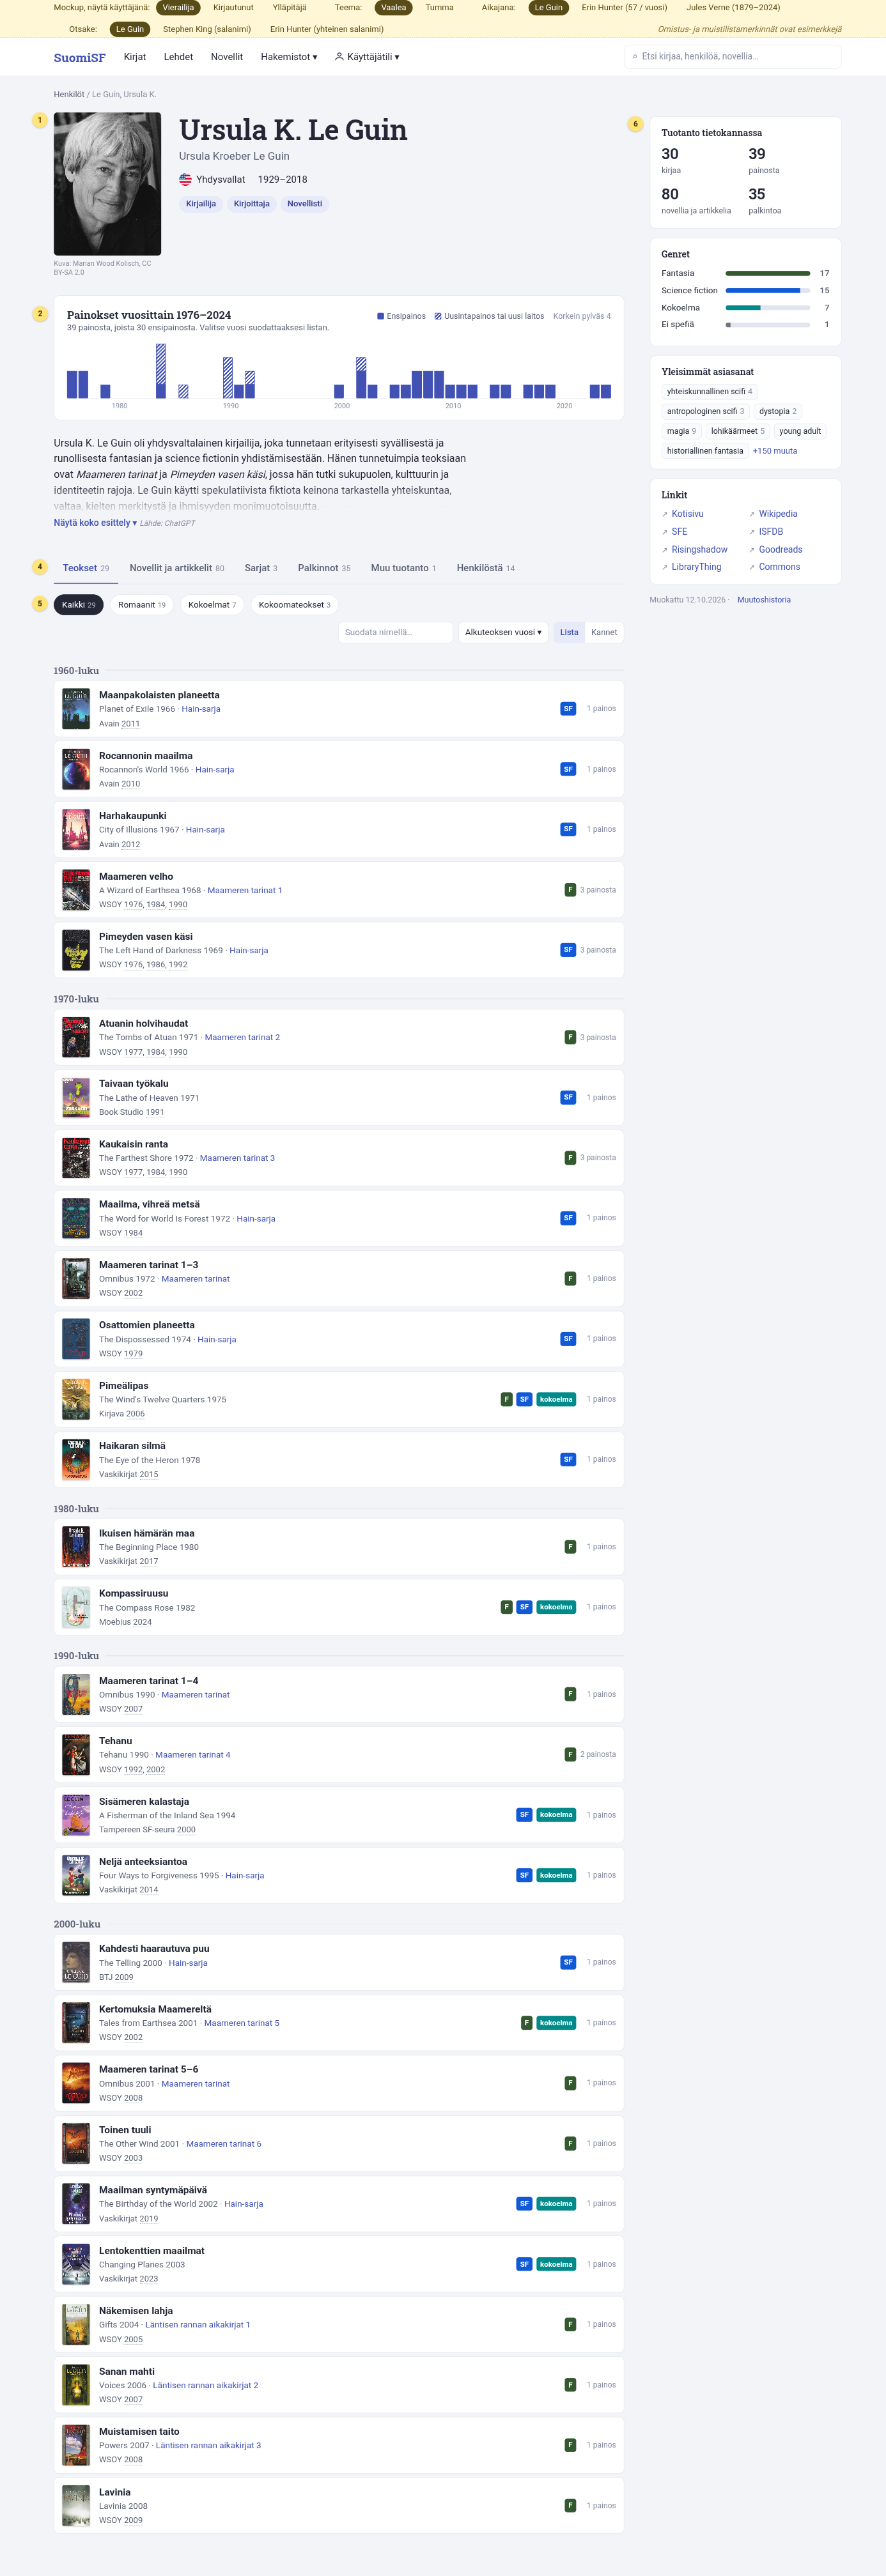 Mockup, näytä käyttäjänä: Vierailija Kirjautunut Ylläpitäjä Teema: Vaalea Tumma Aikajana: Le Guin Erin Hunter (57 / vuosi) Jules Verne (1879–2024)
Otsake: Le Guin Stephen King (salanimi) Erin Hunter (yhteinen salanimi) Omistus- ja muistilistamerkinnät ovat esimerkkejä
SuomiSF Kirjat Lehdet Novellit Hakemistot ▾ Käyttäjätili ▾ Etsi kirjaa, henkilöä, novellia…
Henkilöt / Le Guin, Ursula K.
1
Ursula K. Le Guin
Ursula Kroeber Le Guin
Yhdysvallat 1929–2018
Kirjailija Kirjoittaja Novellisti
Kuva: Marian Wood Kolisch, CC
BY-SA 2.0
2
Painokset vuosittain 1976–2024
39 painosta, joista 30 ensipainosta. Valitse vuosi suodattaaksesi listan.
Ensipainos Uusintapainos tai uusi laitos Korkein pylväs 4
1980 1990 2000 2010 2020
Ursula K. Le Guin oli yhdysvaltalainen kirjailija, joka tunnetaan erityisesti syvällisestä ja
runollisesta fantasian ja science fictionin yhdistämisestään. Hänen tunnetuimpia teoksiaan
ovat Maameren tarinat ja Pimeyden vasen käsi, jossa hän tutki sukupuolen, kulttuurin ja
identiteetin rajoja. Le Guin käytti spekulatiivista fiktiota keinona tarkastella yhteiskuntaa,
valtaa, kielten merkitystä ja ihmisyyden monimuotoisuutta.
Näytä koko esittely ▾ Lähde: ChatGPT
4
Teokset 29 Novellit ja artikkelit 80 Sarjat 3 Palkinnot 35 Muu tuotanto 1 Henkilöstä 14
5
Kaikki 29 Romaanit 19 Kokoelmat 7 Kokoomateokset 3
Suodata nimellä… Alkuteoksen vuosi ▾ Lista Kannet
1960-luku
Maanpakolaisten planeetta
Planet of Exile 1966 · Hain-sarja SF 1 painos
Avain 2011
Rocannonin maailma
Rocannon's World 1966 · Hain-sarja SF 1 painos
Avain 2010
Harhakaupunki
City of Illusions 1967 · Hain-sarja SF 1 painos
Avain 2012
Maameren velho
A Wizard of Earthsea 1968 · Maameren tarinat 1 F 3 painosta
WSOY 1976, 1984, 1990
Pimeyden vasen käsi
The Left Hand of Darkness 1969 · Hain-sarja SF 3 painosta
WSOY 1976, 1986, 1992
1970-luku
Atuanin holvihaudat
The Tombs of Atuan 1971 · Maameren tarinat 2 F 3 painosta
WSOY 1977, 1984, 1990
Taivaan työkalu
The Lathe of Heaven 1971 SF 1 painos
Book Studio 1991
Kaukaisin ranta
The Farthest Shore 1972 · Maameren tarinat 3 F 3 painosta
WSOY 1977, 1984, 1990
Maailma, vihreä metsä
The Word for World Is Forest 1972 · Hain-sarja SF 1 painos
WSOY 1984
Maameren tarinat 1–3
Omnibus 1972 · Maameren tarinat F 1 painos
WSOY 2002
Osattomien planeetta
The Dispossessed 1974 · Hain-sarja SF 1 painos
WSOY 1979
Pimeälipas
The Wind's Twelve Quarters 1975 F SF kokoelma 1 painos
Kirjava 2006
Haikaran silmä
The Eye of the Heron 1978 SF 1 painos
Vaskikirjat 2015
1980-luku
Ikuisen hämärän maa
The Beginning Place 1980 F 1 painos
Vaskikirjat 2017
Kompassiruusu
The Compass Rose 1982 F SF kokoelma 1 painos
Moebius 2024
1990-luku
Maameren tarinat 1–4
Omnibus 1990 · Maameren tarinat F 1 painos
WSOY 2007
Tehanu
Tehanu 1990 · Maameren tarinat 4 F 2 painosta
WSOY 1992, 2002
Sisämeren kalastaja
A Fisherman of the Inland Sea 1994 SF kokoelma 1 painos
Tampereen SF-seura 2000
Neljä anteeksiantoa
Four Ways to Forgiveness 1995 · Hain-sarja SF kokoelma 1 painos
Vaskikirjat 2014
2000-luku
Kahdesti haarautuva puu
The Telling 2000 · Hain-sarja SF 1 painos
BTJ 2009
Kertomuksia Maamereltä
Tales from Earthsea 2001 · Maameren tarinat 5 F kokoelma 1 painos
WSOY 2002
Maameren tarinat 5–6
Omnibus 2001 · Maameren tarinat F 1 painos
WSOY 2008
Toinen tuuli
The Other Wind 2001 · Maameren tarinat 6 F 1 painos
WSOY 2003
Maailman syntymäpäivä
The Birthday of the World 2002 · Hain-sarja SF kokoelma 1 painos
Vaskikirjat 2019
Lentokenttien maailmat
Changing Planes 2003 SF kokoelma 1 painos
Vaskikirjat 2023
Näkemisen lahja
Gifts 2004 · Läntisen rannan aikakirjat 1 F 1 painos
WSOY 2005
Sanan mahti
Voices 2006 · Läntisen rannan aikakirjat 2 F 1 painos
WSOY 2007
Muistamisen taito
Powers 2007 · Läntisen rannan aikakirjat 3 F 1 painos
WSOY 2008
Lavinia
Lavinia 2008 F 1 painos
WSOY 2009
6
Tuotanto tietokannassa
30 39
kirjaa painosta
80 35
novellia ja artikkelia palkintoa
Genret
Fantasia 17
Science fiction 15
Kokoelma 7
Ei spefiä 1
Yleisimmät asiasanat
yhteiskunnallinen scifi 4
antropologinen scifi 3 dystopia 2
magia 9 lohikäärmeet 5 young adult
historiallinen fantasia +150 muuta
Linkit
↗ Kotisivu ↗ Wikipedia
↗ SFE ↗ ISFDB
↗ Risingshadow ↗ Goodreads
↗ LibraryThing ↗ Commons
Muokattu 12.10.2026 · Muutoshistoria